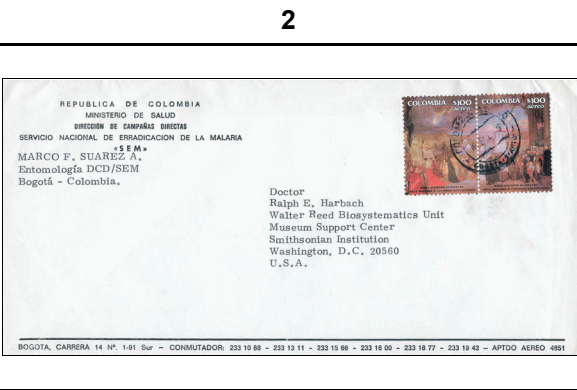 2
REPUBLICA DE COLOMBIA
MINISTERIO DE SALUD
DIRECCION DE CAMPAÑAS DIRECTAS
SERVICIO NACIONAL DE ERRADICACION DE LA MALARIA
«SEM»
MARCO F. SUAREZ A.
Entomología DCD/SEM
Bogotá - Colombia.
COLOMBIA $100
aéreo
COLOMBIA $100
aéreo
Doctor
Ralph E. Harbach
Walter Reed Biosystematics Unit
Museum Support Center
Smithsonian Institution
Washington, D.C. 20560
U.S.A.
BOGOTA, CARRERA 14 Nº. 1-91 Sur - CONMUTADOR: 233 10 88 - 233 13 11 - 233 15 66 - 233 16 00 - 233 18 77 - 233 19 43 - APTDO AEREO 4851